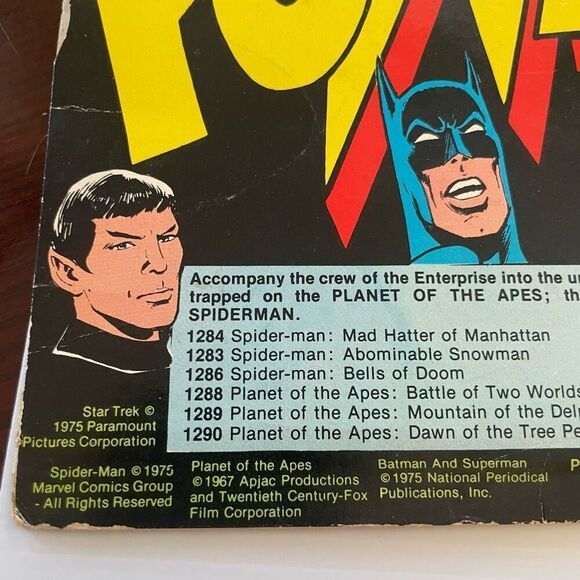 Accompany the crew of the Enterprise into the
trapped on the PLANET OF THE APES;
SPIDERMAN.
1284 Spider-man: Mad Hatter of Manhattan
1283 Spider-man: Abominable Snowman
1286 Spider-man: Bells of Doom
1288 Planet of the Apes: Battle of Two Worlds
1289 Planet of the Apes: Mountain of the
1290 Planet of the Apes: Dawn of the Tree
Star Trek ©
1975 Paramount
Pictures Corporation
Spider-Man © 1975
Marvel Comics Group
- All Rights Reserved
Planet of the Apes
© 1967 Apjac Productions
and Twentieth Century-Fox
Film Corporation
Batman And Superman
© 1975 National Periodical
Publications, Inc.